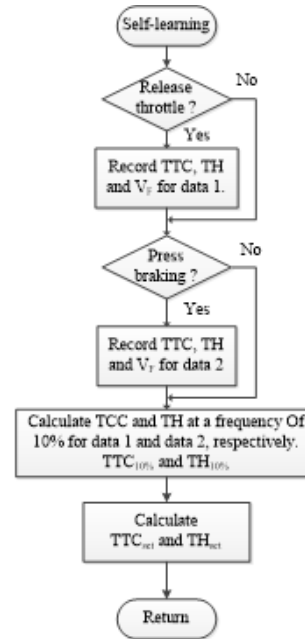 Self-learning
Release
throttle ?
No
Yes
Record TTC, TH
and V_F for data 1.
No
Press
braking ?
Yes
Record TTC, TH
and V_F for data 2
Calculate TCC and TH at a frequency Of
10% for data 1 and data 2, respectively.
TTC10% and TH10%
Calculate
TTCset and THset
Return